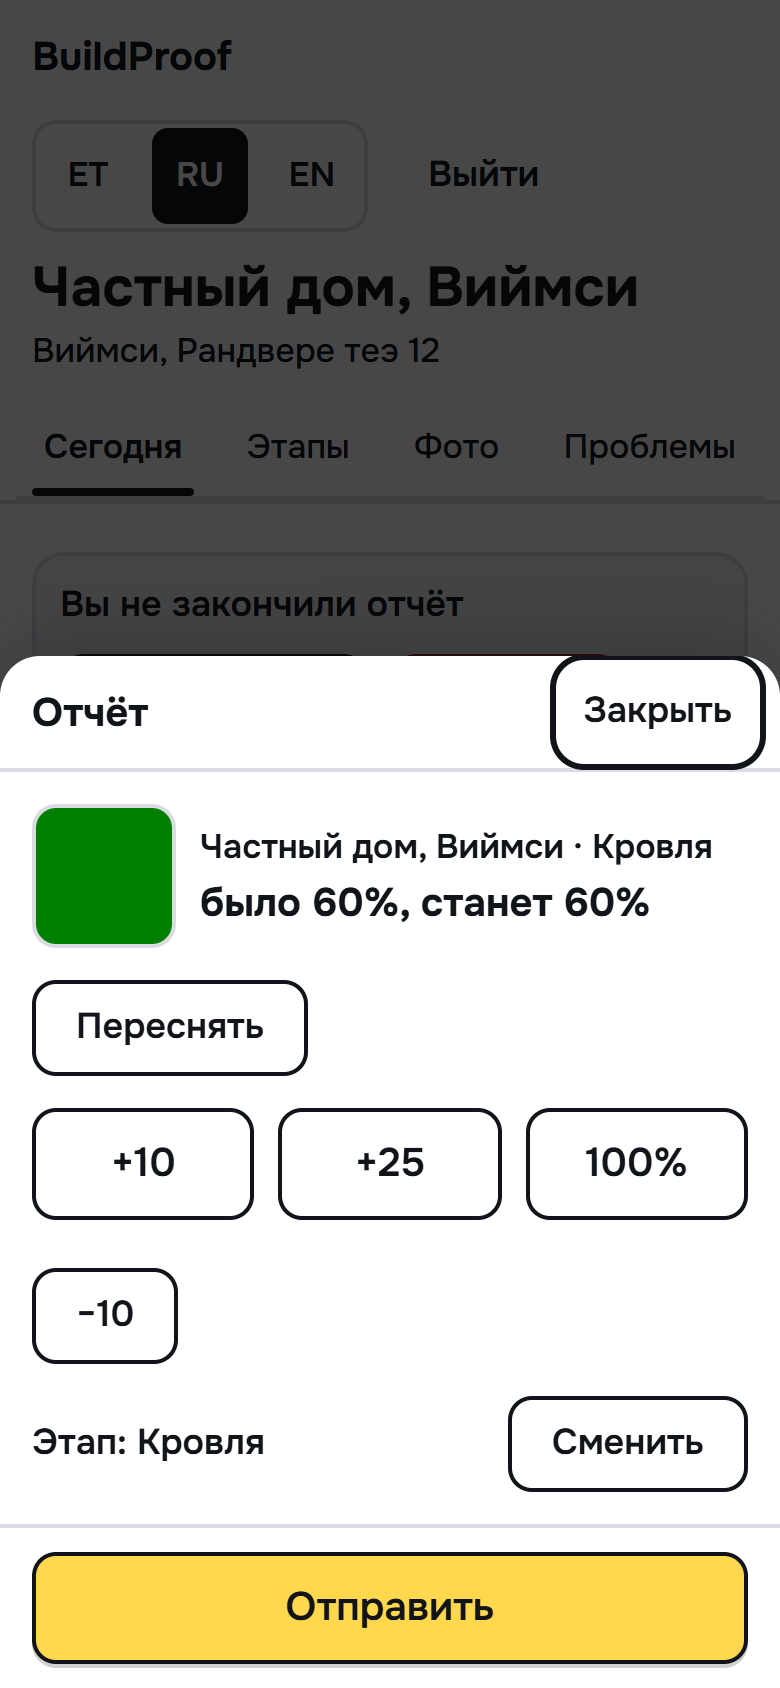 BuildProof
ET RU EN Выйти
Частный дом, Виймси
Виймси, Рандвере теэ 12
Сегодня Этапы Фото Проблемы
Вы не закончили отчёт
Отчёт Закрыть
Частный дом, Виймси · Кровля
было 60%, станет 60%
Переснять
+10 +25 100%
−10
Этап: Кровля Сменить
Отправить